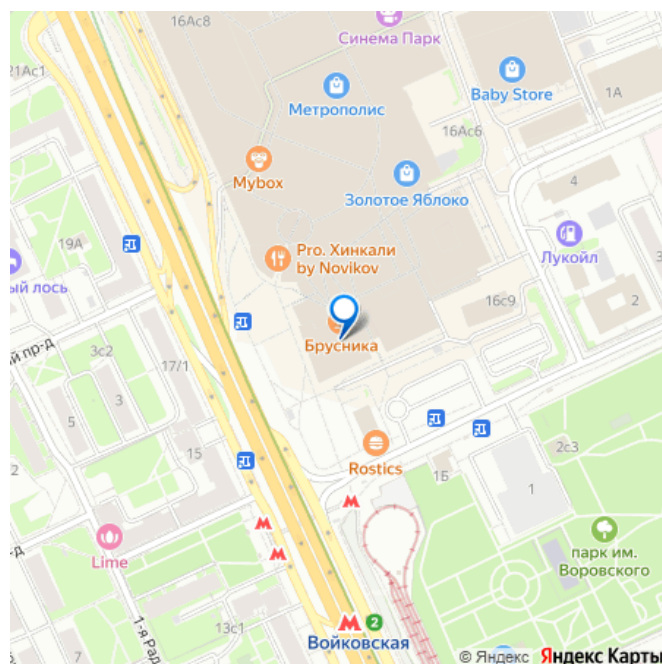 16Ас8
Синема Парк
21Ас1
Метрополис
Baby Store
1А
16Ас6
Mybox
Золотое Яблоко
4
19А
Pro. Хинкали
by Novikov
Лукойл
ый лось
16с9
2
Брусника
ый пр-д
3с2
17/1
5
3
15
Rostics
2с3
2
1Б
1
Lime
парк им.
Воровского
1-я Рад
13с1
2
Войковская
© Яндекс Яндекс Карты